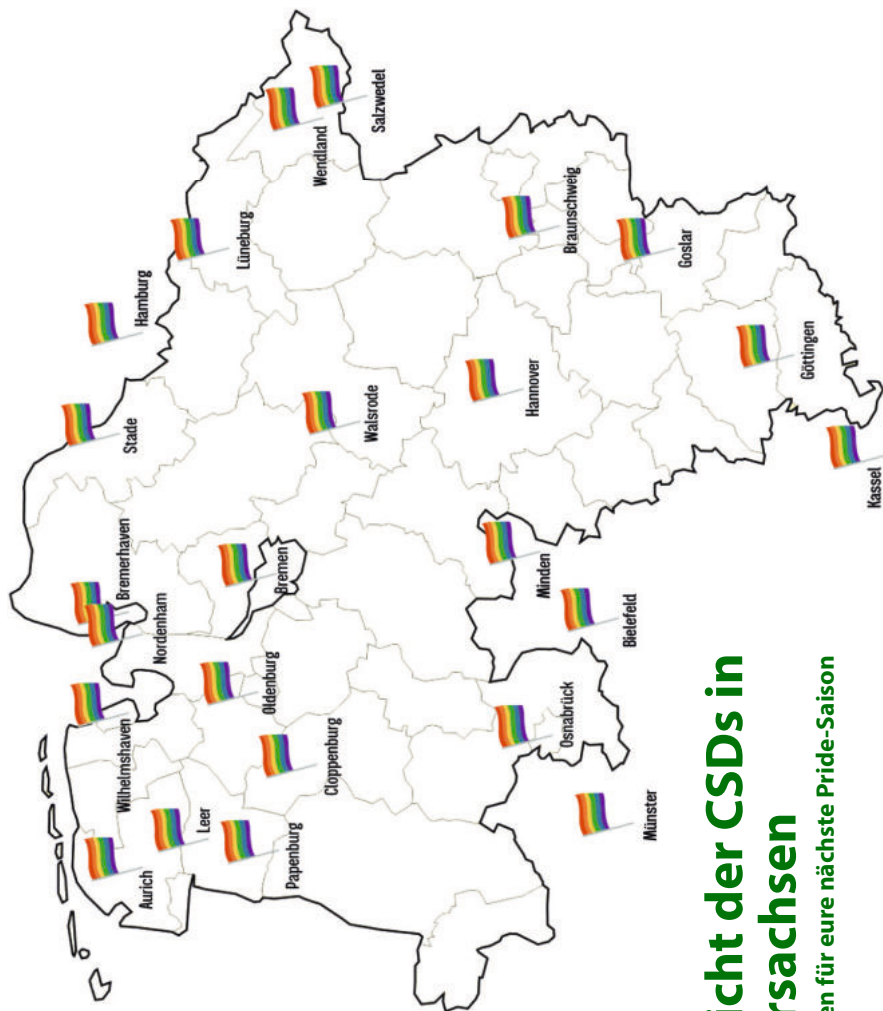 Salzwedel
Wendland
Lüneburg
Hamburg
Braunschweig
Goslar
Stade
Walsrode
Hannover
Göttingen
Kassel
Bremerhaven
Nordenham
Bremen
Minden
Bielefeld
Wilhelmshaven
Oldenburg
Cloppenburg
Osnabrück
Aurich
Leer
Papenburg
Münster
icht der CSDs in
rsachsen
en für eure nächste Pride-Saison